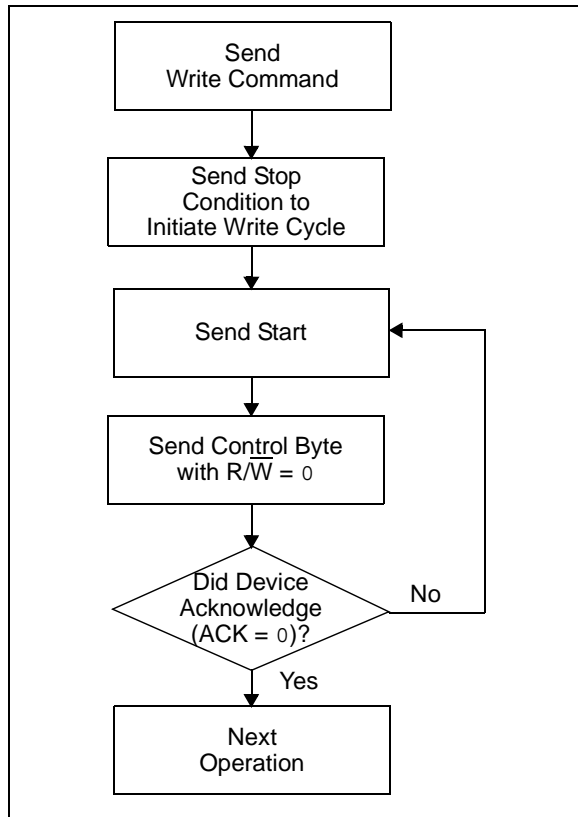 Send
Write Command
Send Stop
Condition to
Initiate Write Cycle
Send Start
Send Control Byte
with R/W̅ = 0
Did Device
Acknowledge
(ACK = 0)?
No
Yes
Next
Operation